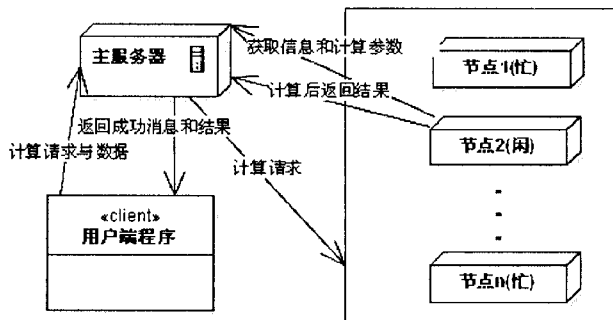 主服务器
获取信息和计算参数
节点1(忙)
计算后返回结果
返回成功消息和结果
节点2(闲)
计算请求与数据
计算请求
«client»
用户端程序
节点n(忙)